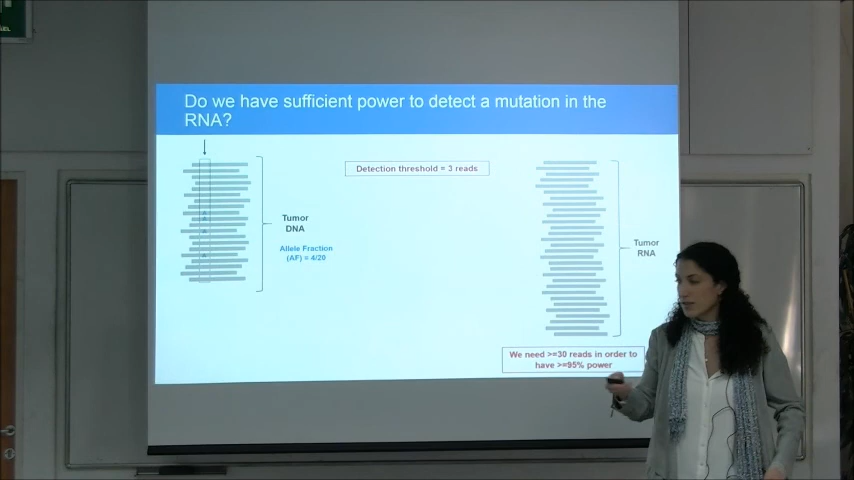 Do we have sufficient power to detect a mutation in the
RNA?
Detection threshold = 3 reads
Tumor
DNA
Allele Fraction
(AF) = 4/20
Tumor
RNA
We need >=30 reads in order to
have >=95% power